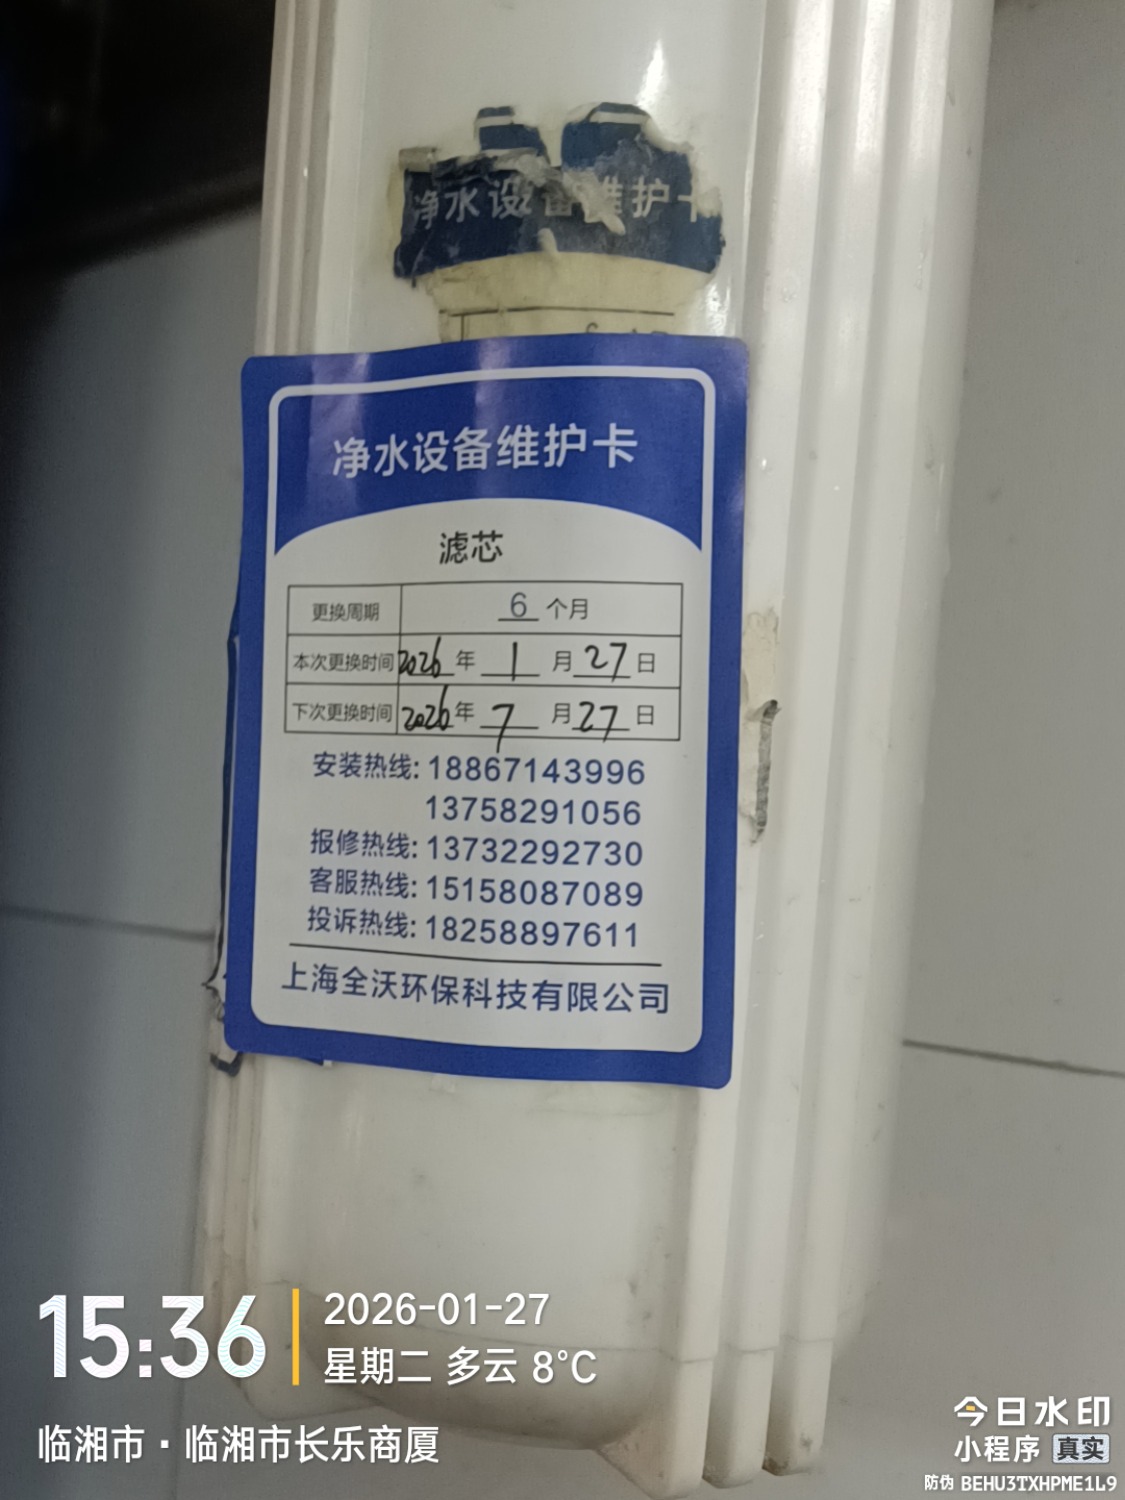 净水设备维护卡
净水设备维护卡
滤芯
更换周期 6 个月
本次更换时间 2026 年 1 月 27 日
下次更换时间 2026 年 7 月 27 日
安装热线: 18867143996
13758291056
报修热线: 13732292730
客服热线: 15158087089
投诉热线: 18258897611
上海全沃环保科技有限公司
15:36
2026-01-27
星期二 多云 8°C
临湘市·临湘市长乐商厦
今日水印
小程序 真实
防伪 BEHU3TXHPME1L9